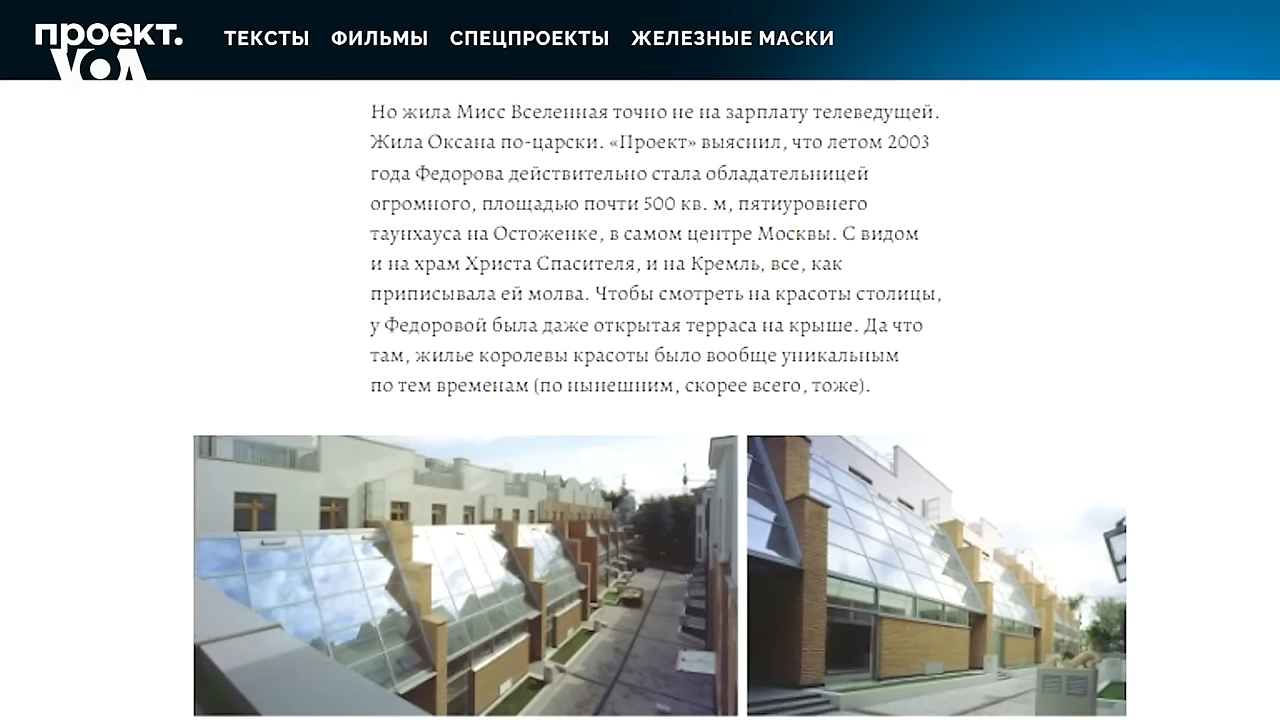 проект.
VOA
ТЕКСТЫ ФИЛЬМЫ СПЕЦПРОЕКТЫ ЖЕЛЕЗНЫЕ МАСКИ
Но жила Мисс Вселенная точно не на зарплату телеведущей.
Жила Оксана по-царски. «Проект» выяснил, что летом 2003
года Федорова действительно стала обладательницей
огромного, площадью почти 500 кв. м, пятиуровнего
таунхауса на Остоженке, в самом центре Москвы. С видом
и на храм Христа Спасителя, и на Кремль, все, как
приписывала ей молва. Чтобы смотреть на красоты столицы,
у Федоровой была даже открытая терраса на крыше. Да что
там, жилье королевы красоты было вообще уникальным
по тем временам (по нынешним, скорее всего, тоже).